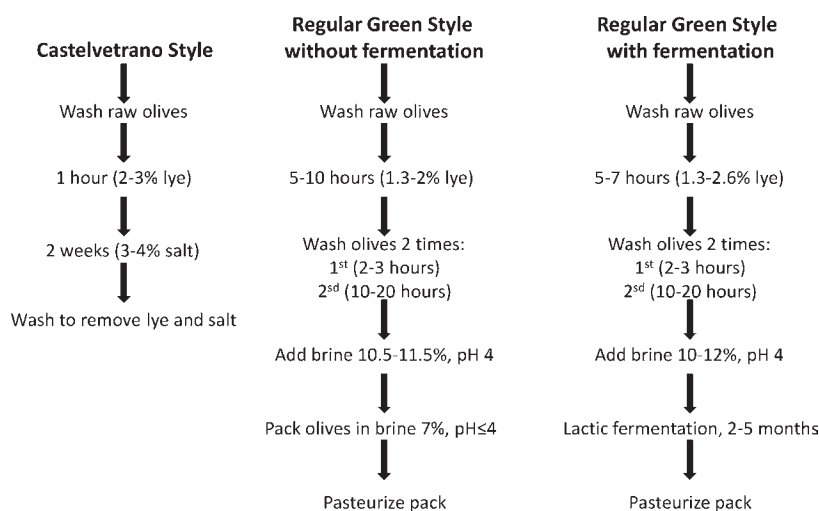 Castelvetrano Style
Wash raw olives
1 hour (2-3% lye)
2 weeks (3-4% salt)
Wash to remove lye and salt
Regular Green Style
without fermentation
Wash raw olives
5-10 hours (1.3-2% lye)
Wash olives 2 times:
1st (2-3 hours)
2sd (10-20 hours)
Add brine 10.5-11.5%, pH 4
Pack olives in brine 7%, pH≤4
Pasteurize pack
Regular Green Style
with fermentation
Wash raw olives
5-7 hours (1.3-2.6% lye)
Wash olives 2 times:
1st (2-3 hours)
2sd (10-20 hours)
Add brine 10-12%, pH 4
Lactic fermentation, 2-5 months
Pasteurize pack